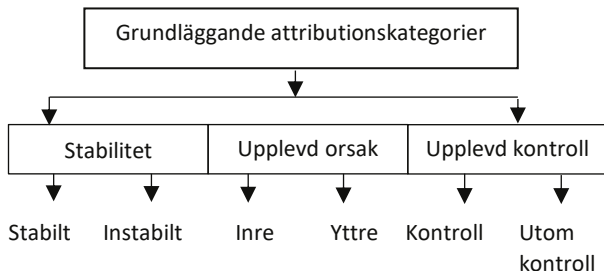 Grundläggande attributionskategorier
Stabilitet Upplevd orsak Upplevd kontroll
Stabilt Instabilt Inre Yttre Kontroll Utom
kontroll